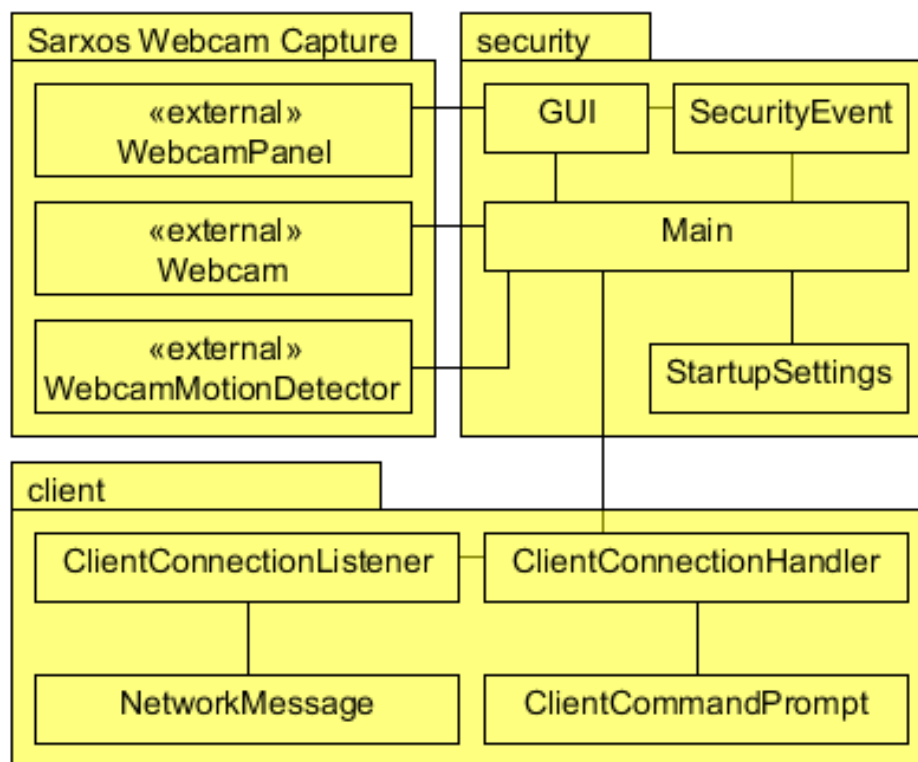 Sarxos Webcam Capture
«external»
WebcamPanel
«external»
Webcam
«external»
WebcamMotionDetector
security
GUI
SecurityEvent
Main
StartupSettings
client
ClientConnectionListener
ClientConnectionHandler
NetworkMessage
ClientCommandPrompt